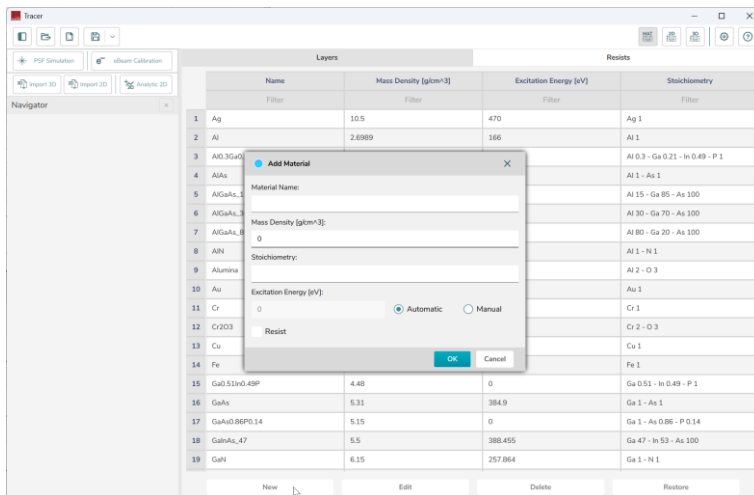 Tracer
PSF Simulation
eBeam Calibration
Import 3D
Import 2D
Analytic 2D
Navigator
Layers
Resists
Name Mass Density [g/cm^3] Excitation Energy [eV] Stoichiometry
Filter Filter Filter Filter
1 Ag 10.5 470 Ag 1
2 Al 2.6989 166 Al 1
3 Al0.3Ga0. Al 0.3 - Ga 0.21 - In 0.49 - P 1
4 AlAs Al 1 - As 1
5 AlGaAs_1 Al 15 - Ga 85 - As 100
6 AlGaAs_3 Al 30 - Ga 70 - As 100
7 AlGaAs_8 Al 80 - Ga 20 - As 100
8 AlN Al 1 - N 1
9 Alumina Al 2 - O 3
10 Au Au 1
11 Cr Cr 1
12 Cr2O3 Cr 2 - O 3
13 Cu Cu 1
14 Fe Fe 1
15 Ga0.51In0.49P 4.48 0 Ga 0.51 - In 0.49 - P 1
16 GaAs 5.31 384.9 Ga 1 - As 1
17 GaAs0.86P0.14 5.15 0 Ga 1 - As 0.86 - P 0.14
18 GaInAs_47 5.5 388.455 Ga 47 - In 53 - As 100
19 GaN 6.15 257.864 Ga 1 - N 1
New Edit Delete Restore
Add Material
Material Name:
Mass Density [g/cm^3]:
0
Stoichiometry:
Excitation Energy [eV]:
0 Automatic Manual
Resist
OK Cancel